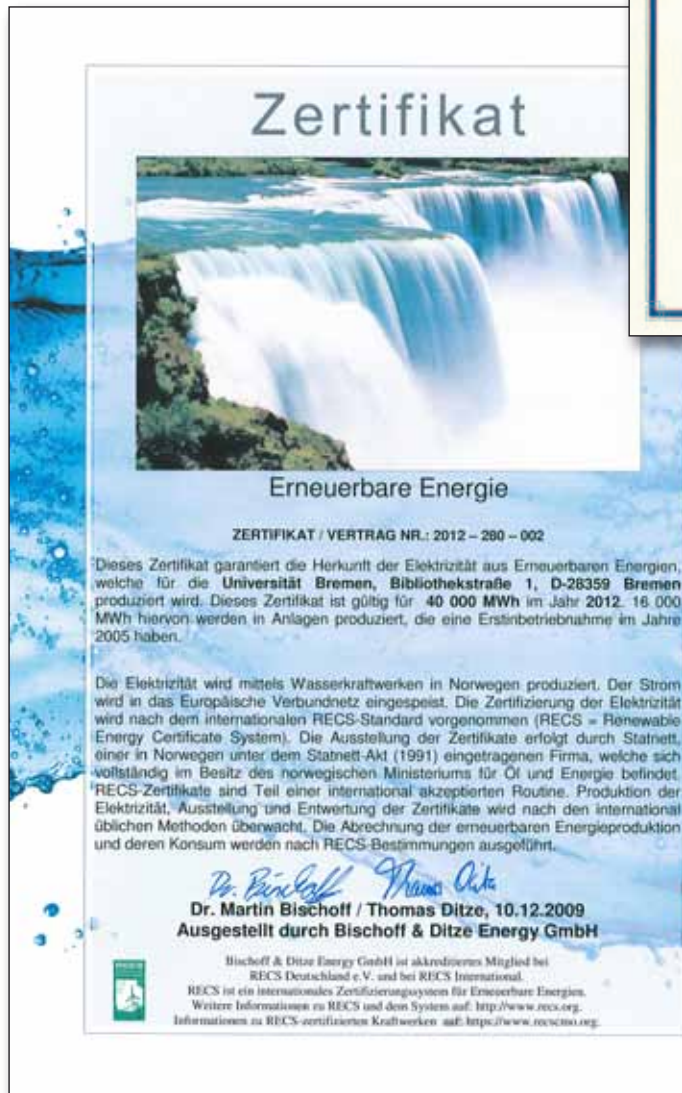 Zertifikat
Erneuerbare Energie
ZERTIFIKAT / VERTRAG NR.: 2012 – 280 – 002
Dieses Zertifikat garantiert die Herkunft der Elektrizität aus Erneuerbaren Energien,
welche für die Universität Bremen, Bibliothekstraße 1, D-28359 Bremen
produziert wird. Dieses Zertifikat ist gültig für 40 000 MWh im Jahr 2012. 16 000
MWh hiervon werden in Anlagen produziert, die eine Erstinbetriebnahme im Jahre
2005 haben.
Die Elektrizität wird mittels Wasserkraftwerken in Norwegen produziert. Der Strom
wird in das Europäische Verbundnetz eingespeist. Die Zertifizierung der Elektrizität
wird nach dem internationalen RECS-Standard vorgenommen (RECS = Renewable
Energy Certificate System). Die Ausstellung der Zertifikate erfolgt durch Statnett,
einer in Norwegen unter dem Statnett-Akt (1991) eingetragenen Firma, welche sich
vollständig im Besitz des norwegischen Ministeriums für Öl und Energie befindet.
RECS-Zertifikate sind Teil einer international akzeptierten Routine. Produktion der
Elektrizität, Ausstellung und Entwertung der Zertifikate wird nach den international
üblichen Methoden überwacht. Die Abrechnung der erneuerbaren Energieproduktion
und deren Konsum werden nach RECS-Bestimmungen ausgeführt.
Dr. Bischoff Thomas Ditze
Dr. Martin Bischoff / Thomas Ditze, 10.12.2009
Ausgestellt durch Bischoff & Ditze Energy GmbH
Bischoff & Ditze Energy GmbH ist akkreditiertes Mitglied bei
RECS Deutschland e.V. und bei RECS International.
RECS ist ein internationales Zertifizierungssystem für Erneuerbare Energien.
Weitere Informationen zu RECS und dem System auf: http://www.recs.org.
Informationen zu RECS-zertifizierten Kraftwerken auf: https://www.recscmo.org.